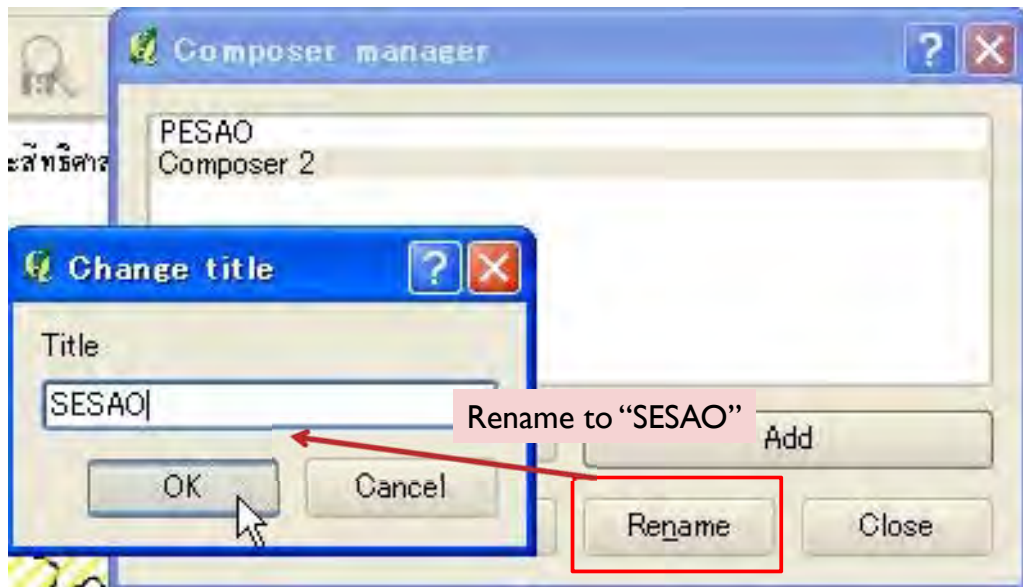 Composer manager
PESAO
Composer 2
Change title
Title
SESAO
Rename to “SESAO”
Add
OK
Cancel
Rename
Close